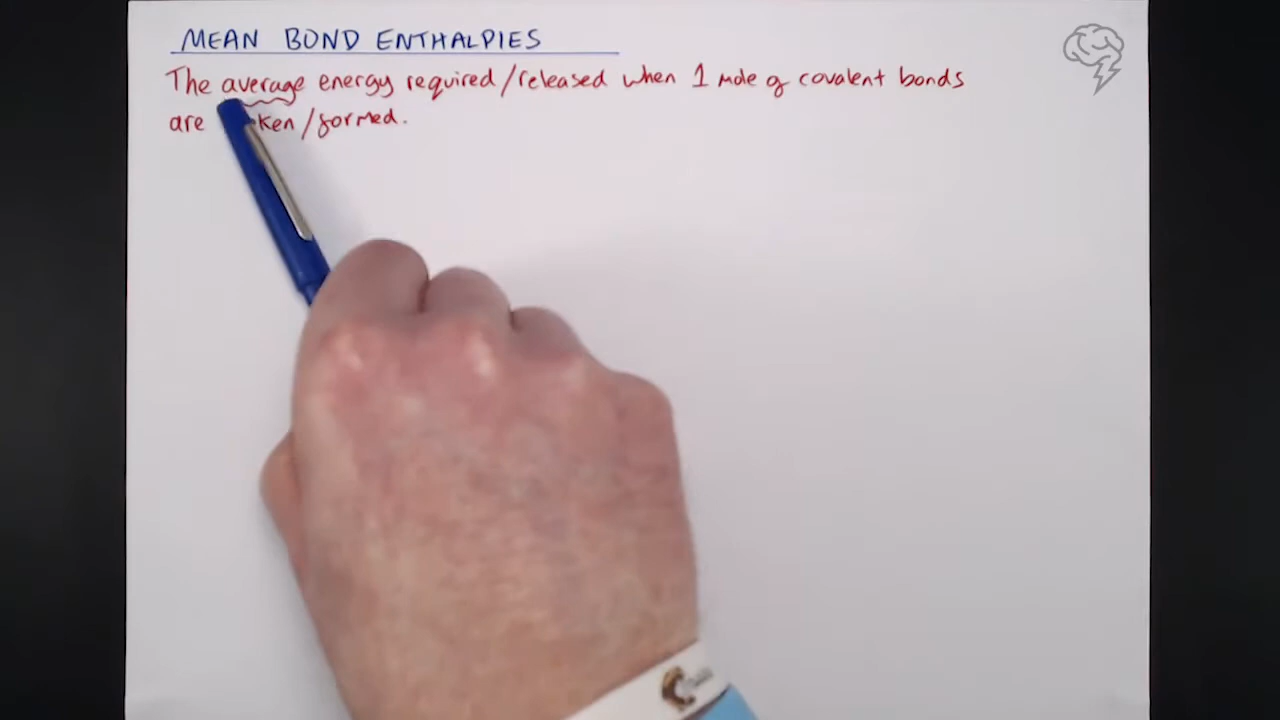 MEAN BOND ENTHALPIES
The average energy required/released when 1 mole of covalent bonds
are ken/formed.